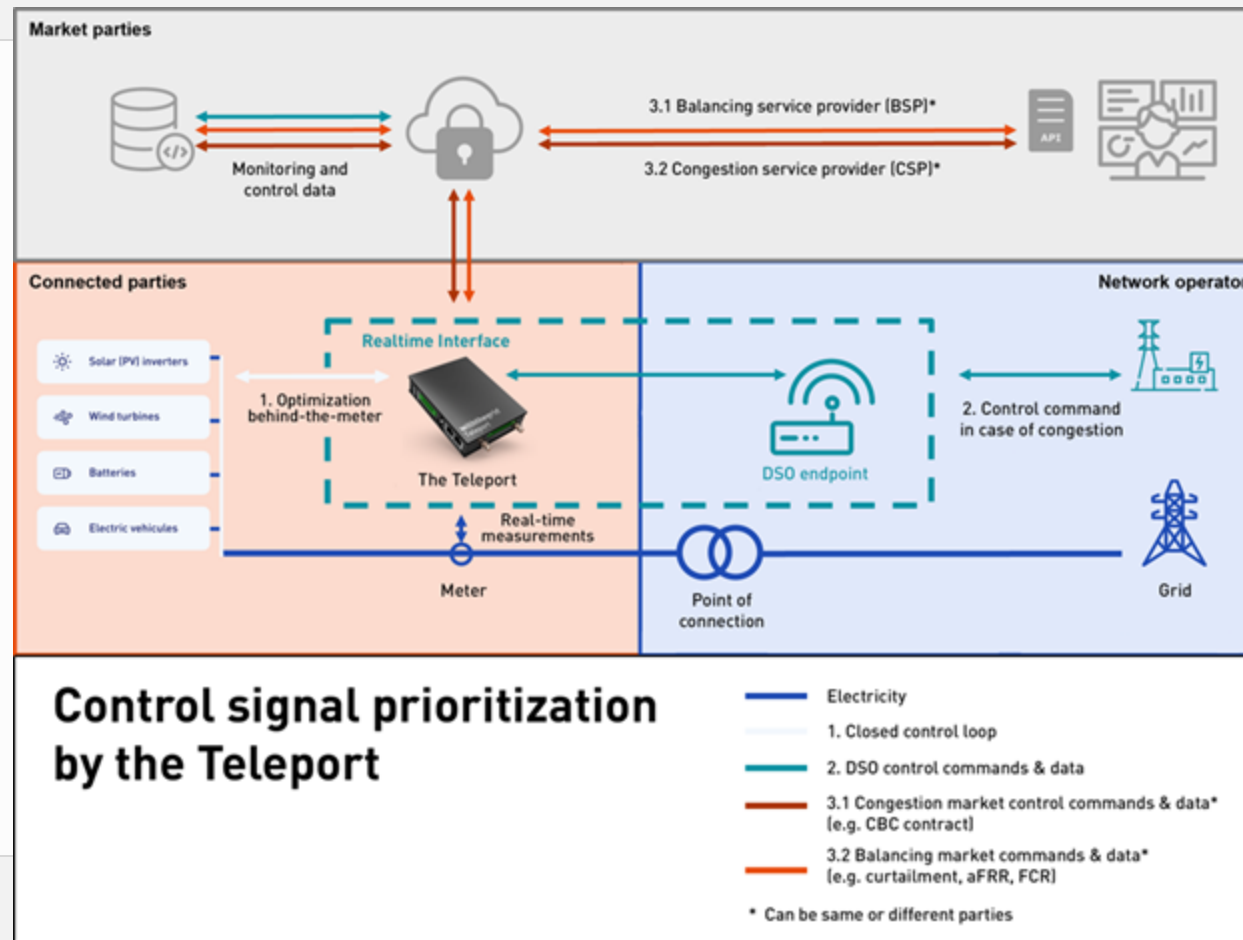 Market parties
3.1 Balancing service provider (BSP)*
API
3.2 Congestion service provider (CSP)*
Monitoring and
control data
Connected parties
Network operator
Realtime Interface
Solar (PV) inverters
1. Optimization
behind-the-meter
Wind turbines
2. Control command
in case of congestion
Batteries
The Teleport
DSO endpoint
Electric vehicules
Real-time
measurements
Meter
Point of
connection
Grid
Control signal prioritization
by the Teleport
Electricity
1. Closed control loop
2. DSO control commands & data
3.1 Congestion market control commands & data*
(e.g. CBC contract)
3.2 Balancing market commands & data*
(e.g. curtailment, aFRR, FCR)
* Can be same or different parties